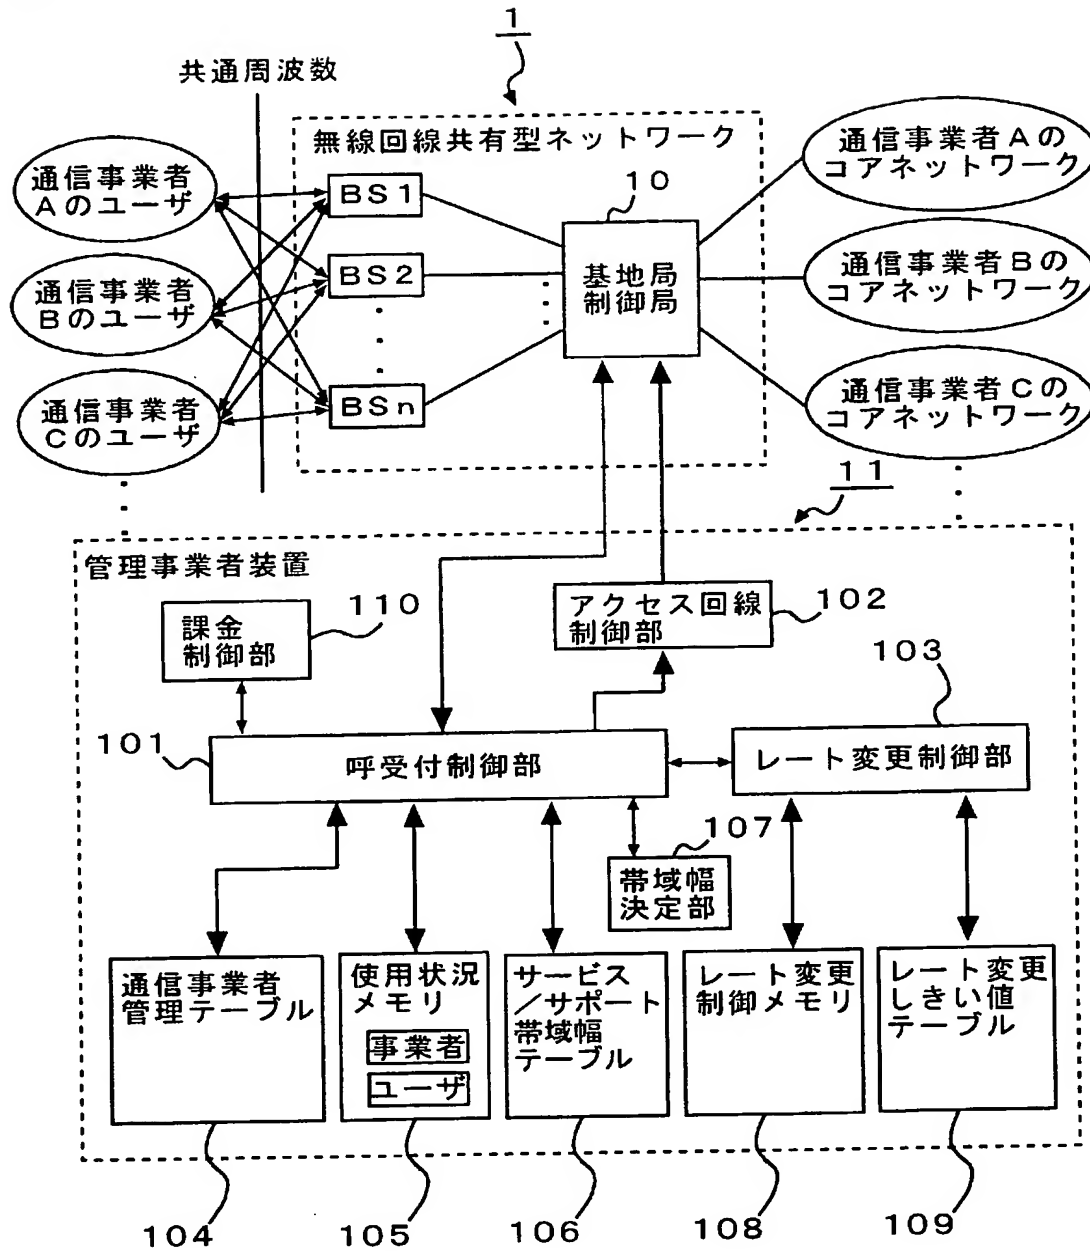 1
共通周波数
無線回線共有型ネットワーク
通信事業者
Aのユーザ
通信事業者
Bのユーザ
通信事業者
Cのユーザ
BS1
BS2
BSn
10
基地局
制御局
通信事業者Aの
コアネットワーク
通信事業者Bの
コアネットワーク
通信事業者Cの
コアネットワーク
11
管理事業者装置
課金
制御部
110
アクセス回線
制御部
102
103
101
呼受付制御部
レート変更制御部
107
帯域幅
決定部
通信事業者
管理テーブル
使用状況
メモリ
事業者
ユーザ
サービス
/サポート
帯域幅
テーブル
レート変更
制御メモリ
レート変更
しきい値
テーブル
104
105
106
108
109